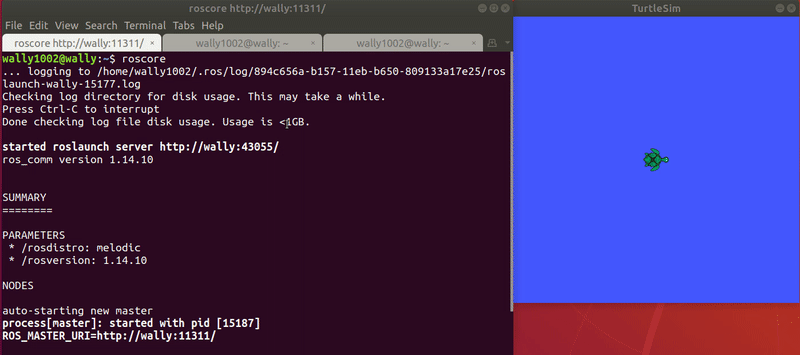 roscore http://wally:11311/
TurtleSim
File Edit View Search Terminal Tabs Help
roscore http://wally:11311/ × wally1002@wally: ~ × wally1002@wally: ~ ×
wally1002@wally:~$ roscore
... logging to /home/wally1002/.ros/log/894c656a-b157-11eb-b650-809133a17e25/ros
launch-wally-15177.log
Checking log directory for disk usage. This may take a while.
Press Ctrl-C to interrupt
Done checking log file disk usage. Usage is <1GB.
started roslaunch server http://wally:43055/
ros_comm version 1.14.10
SUMMARY
========
PARAMETERS
* /rosdistro: melodic
* /rosversion: 1.14.10
NODES
auto-starting new master
process[master]: started with pid [15187]
ROS_MASTER_URI=http://wally:11311/